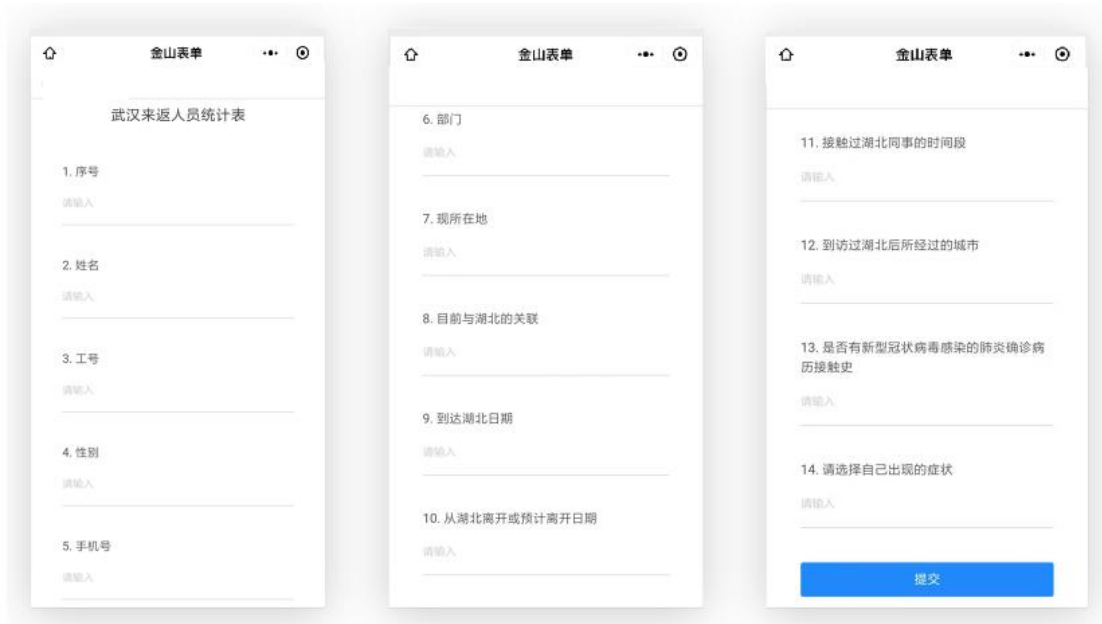 金山表单
武汉来返人员统计表
1. 序号
请输入
2. 姓名
请输入
3. 工号
请输入
4. 性别
请输入
5. 手机号
请输入
金山表单
6. 部门
请输入
7. 现所在地
请输入
8. 目前与湖北的关联
请输入
9. 到达湖北日期
请输入
10. 从湖北离开或预计离开日期
请输入
金山表单
11. 接触过湖北同事的时间段
请输入
12. 到访过湖北后所经过的城市
请输入
13. 是否有新型冠状病毒感染的肺炎确诊病
历接触史
请输入
14. 请选择自己出现的症状
请输入
提交